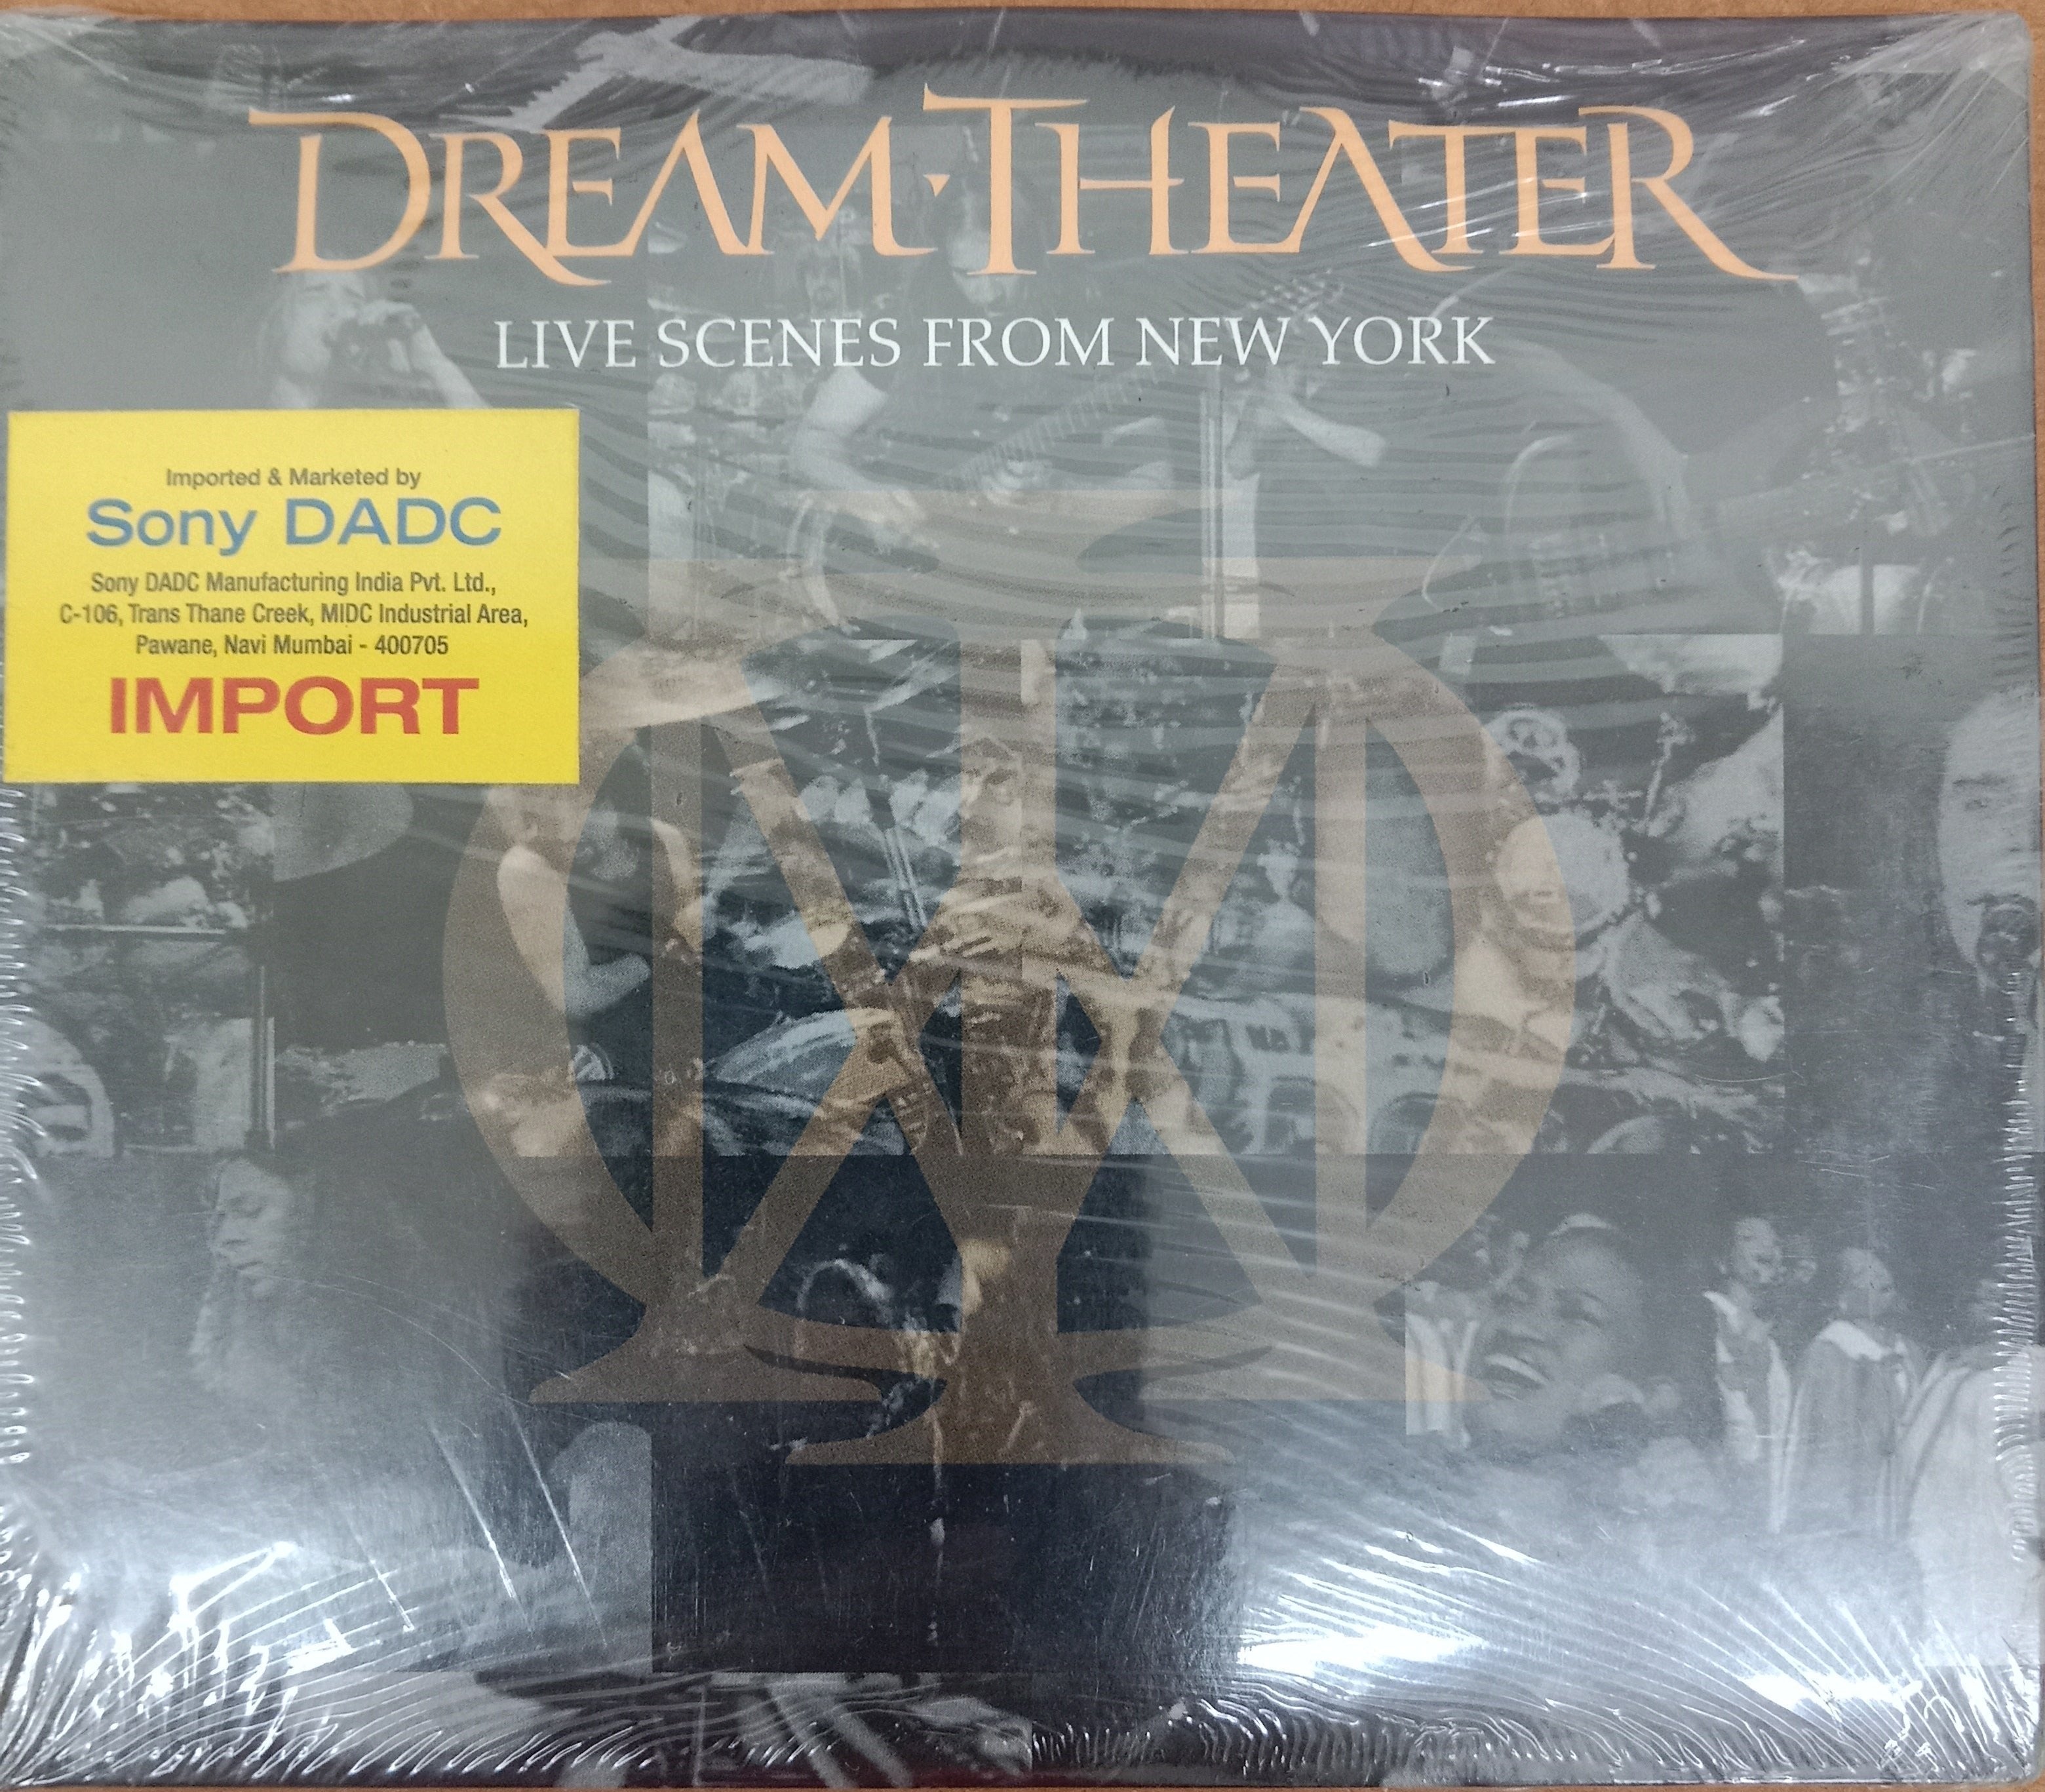 DREAM·THEATER
LIVE SCENES FROM NEW YORK
Imported & Marketed by
Sony DADC
Sony DADC Manufacturing India Pvt. Ltd.,
C-106, Trans Thane Creek, MIDC Industrial Area,
Pawane, Navi Mumbai - 400705
IMPORT